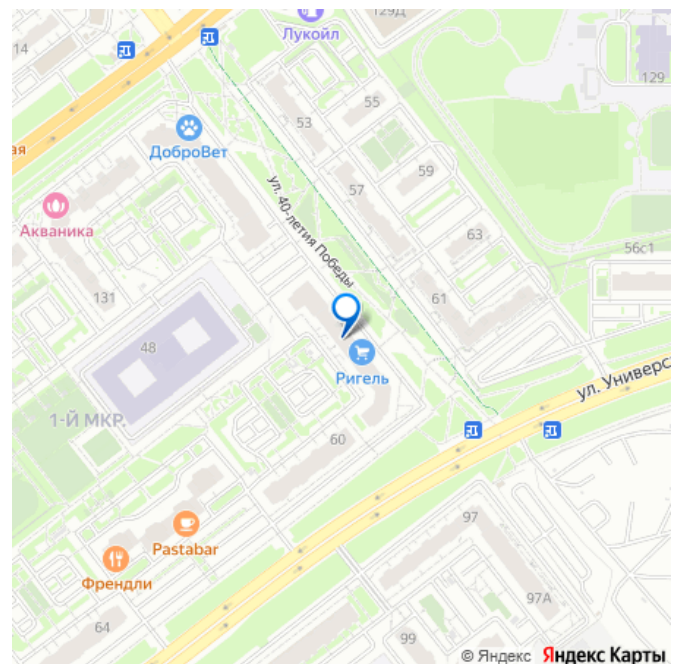 129Д
14
Лукойл
129
55
53
ая
ДоброВет
59
57
ул. 40-летия Победы
Акваника
63
56с1
61
131
48
Ригель
ул. Универс
1-Й МКР.
60
97
Pastabar
Френдли
97А
64
99
© Яндекс Яндекс Карты